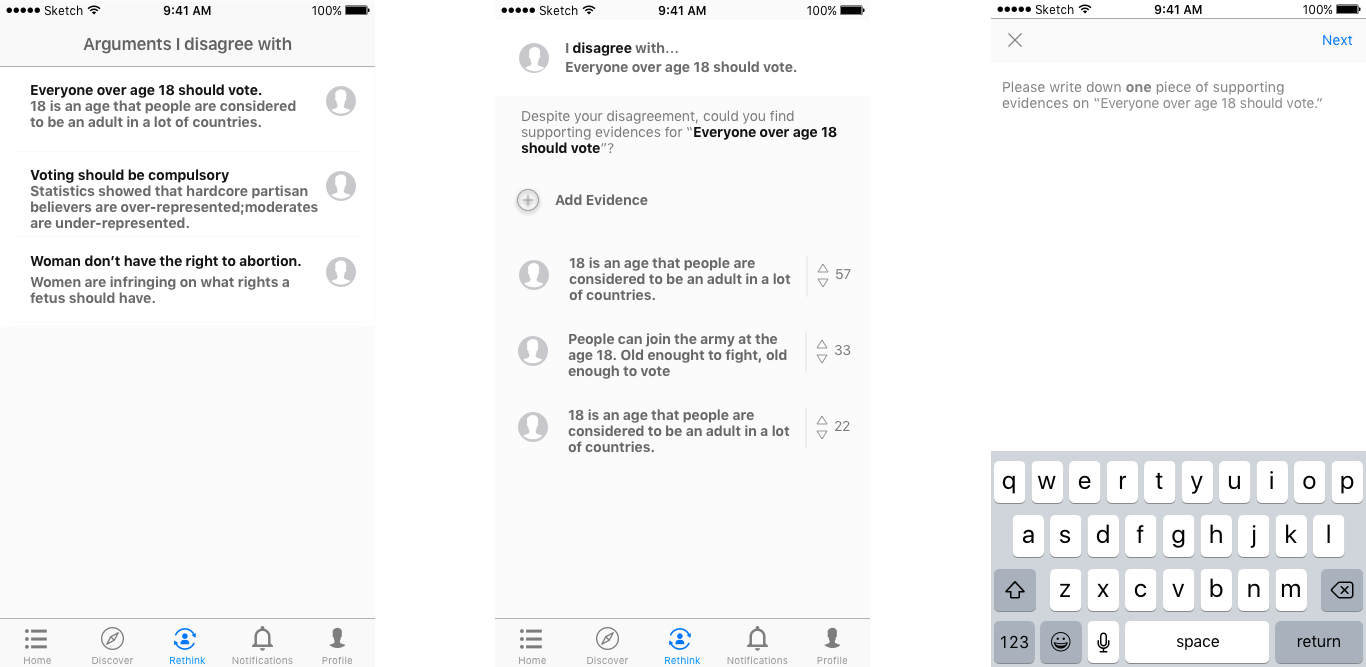 ●●●●● Sketch 9:41 AM 100%
Arguments I disagree with
Everyone over age 18 should vote.
18 is an age that people are considered
to be an adult in a lot of countries.
Voting should be compulsory
Statistics showed that hardcore partisan
believers are over-represented;moderates
are under-represented.
Woman don’t have the right to abortion.
Women are infringing on what rights a
fetus should have.
Home Discover Rethink Notifications Profile
●●●●● Sketch 9:41 AM 100%
I disagree with...
Everyone over age 18 should vote.
Despite your disagreement, could you find
supporting evidences for “Everyone over age 18
should vote“?
Add Evidence
18 is an age that people are
considered to be an adult in a lot
of countries.
57
People can join the army at the
age 18. Old enought to fight, old
enough to vote
33
18 is an age that people are
considered to be an adult in a lot
of countries.
22
Home Discover Rethink Notifications Profile
●●●●● Sketch 9:41 AM 100%
Next
Please write down one piece of supporting
evidences on “Everyone over age 18 should vote.”
q w e r t y u i o p
a s d f g h j k l
z x c v b n m
123 space return